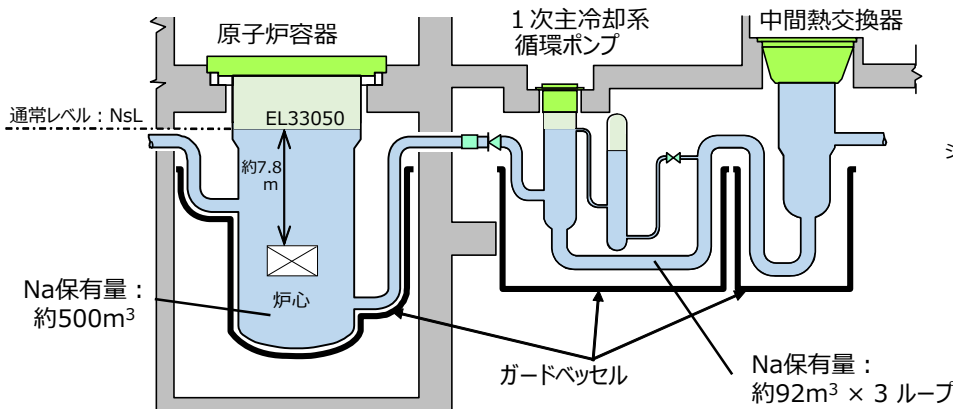 原子炉容器
1次主冷却系
循環ポンプ
中間熱交換器
通常レベル：NsL
EL33050
約7.8
m
炉心
Na保有量：
約500m³
ガードベッセル
Na保有量：
約92m³ × 3 ループ
シ